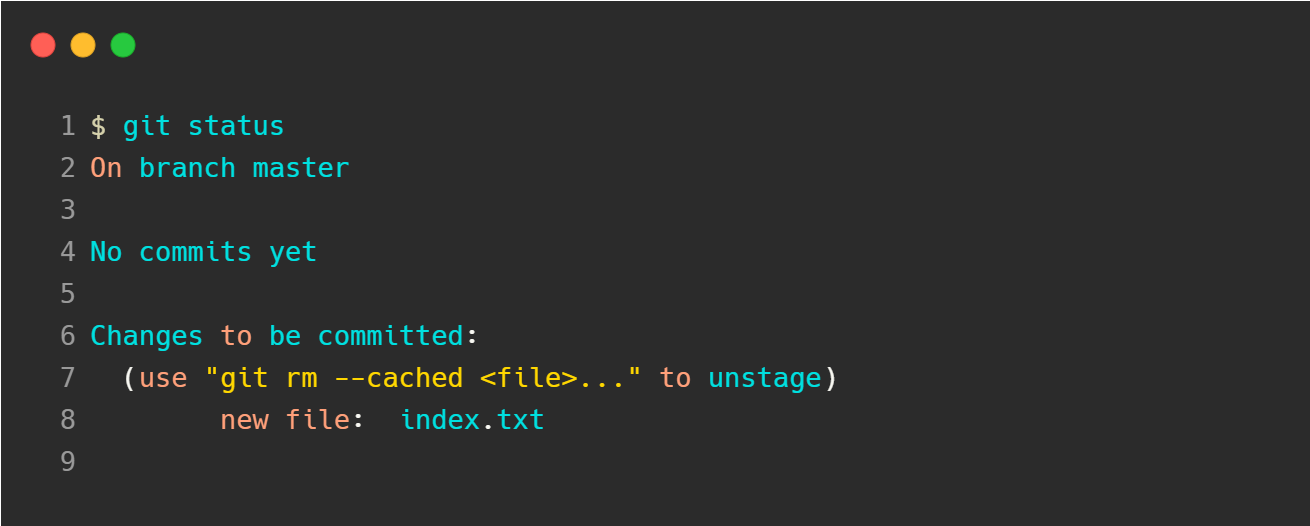 1 $ git status
2 On branch master
3
4 No commits yet
5
6 Changes to be committed:
7   (use "git rm --cached <file>..." to unstage)
8         new file:  index.txt
9